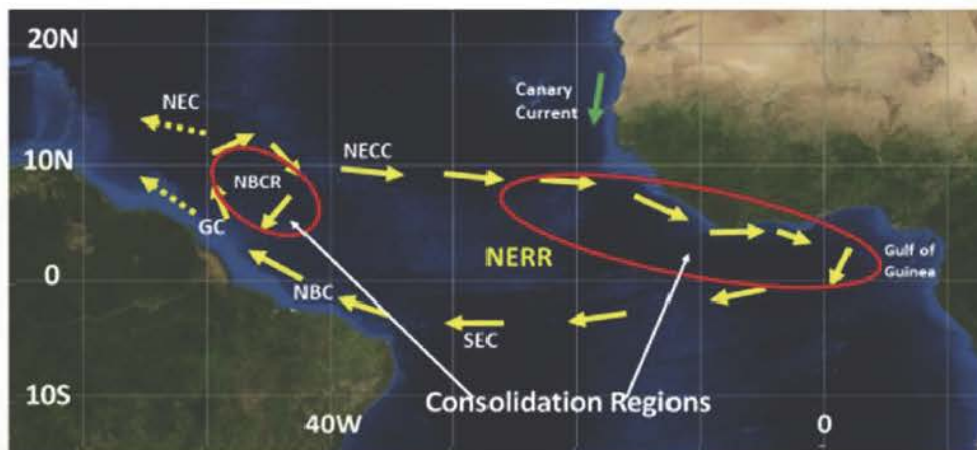 20N
Canary
Current
NEC
10N
NECC
NBCR
GC
NERR
Gulf of
Guinea
0
NBC
SEC
10S
Consolidation Regions
40W
0